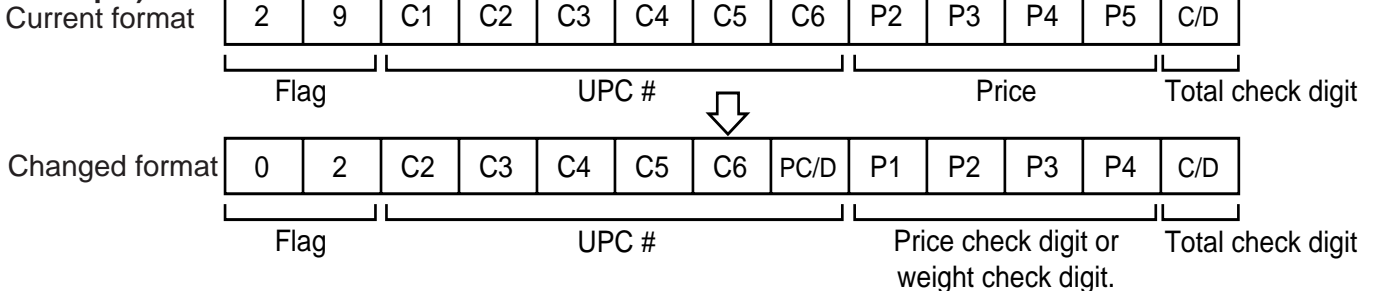 Current format 2 9 C1 C2 C3 C4 C5 C6 P2 P3 P4 P5 C/D
Flag UPC # Price Total check digit
Changed format 0 2 C2 C3 C4 C5 C6 PC/D P1 P2 P3 P4 C/D
Flag UPC # Price check digit or Total check digit
weight check digit.